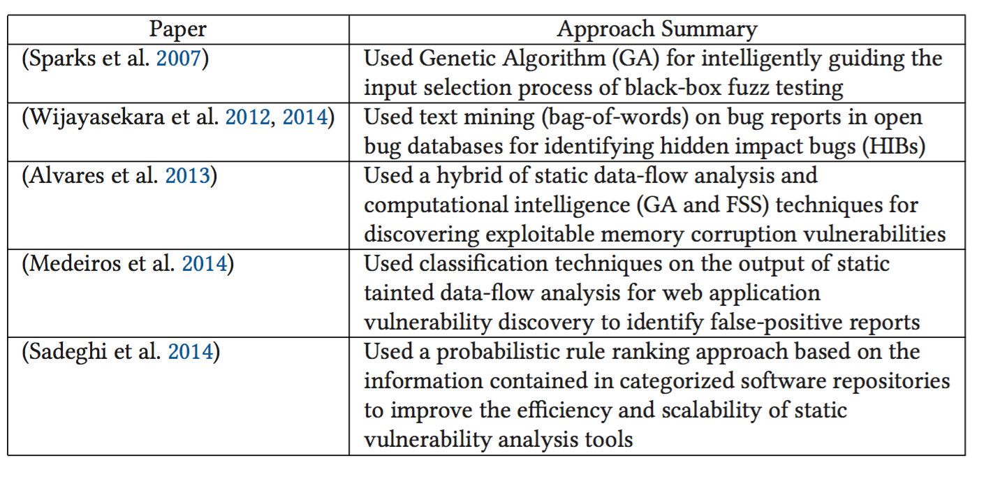 Paper Approach Summary
(Sparks et al. 2007) Used Genetic Algorithm (GA) for intelligently guiding the
input selection process of black-box fuzz testing
(Wijayasekara et al. 2012, 2014) Used text mining (bag-of-words) on bug reports in open
bug databases for identifying hidden impact bugs (HIBs)
(Alvares et al. 2013) Used a hybrid of static data-flow analysis and
computational intelligence (GA and FSS) techniques for
discovering exploitable memory corruption vulnerabilities
(Medeiros et al. 2014) Used classification techniques on the output of static
tainted data-flow analysis for web application
vulnerability discovery to identify false-positive reports
(Sadeghi et al. 2014) Used a probabilistic rule ranking approach based on the
information contained in categorized software repositories
to improve the efficiency and scalability of static
vulnerability analysis tools